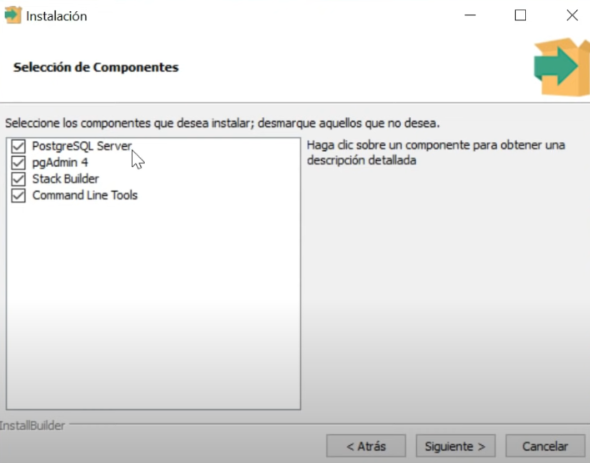 Instalación
Selección de Componentes
Seleccione los componentes que desea instalar; desmarque aquellos que no desea.
PostgreSQL Server
pgAdmin 4
Stack Builder
Command Line Tools
Haga clic sobre un componente para obtener una
descripción detallada
InstallBuilder
< Atrás
Siguiente >
Cancelar